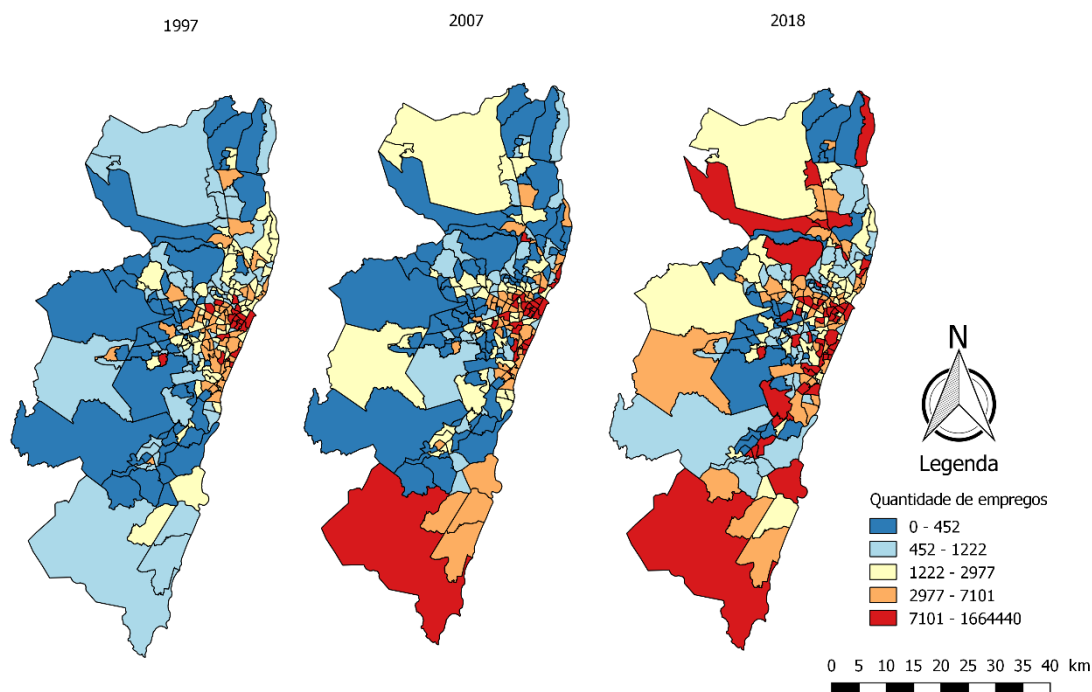 1997
2007
2018
N
Legenda
Quantidade de empregos
0 - 452
452 - 1222
1222 - 2977
2977 - 7101
7101 - 1664440
0 5 10 15 20 25 30 35 40 km